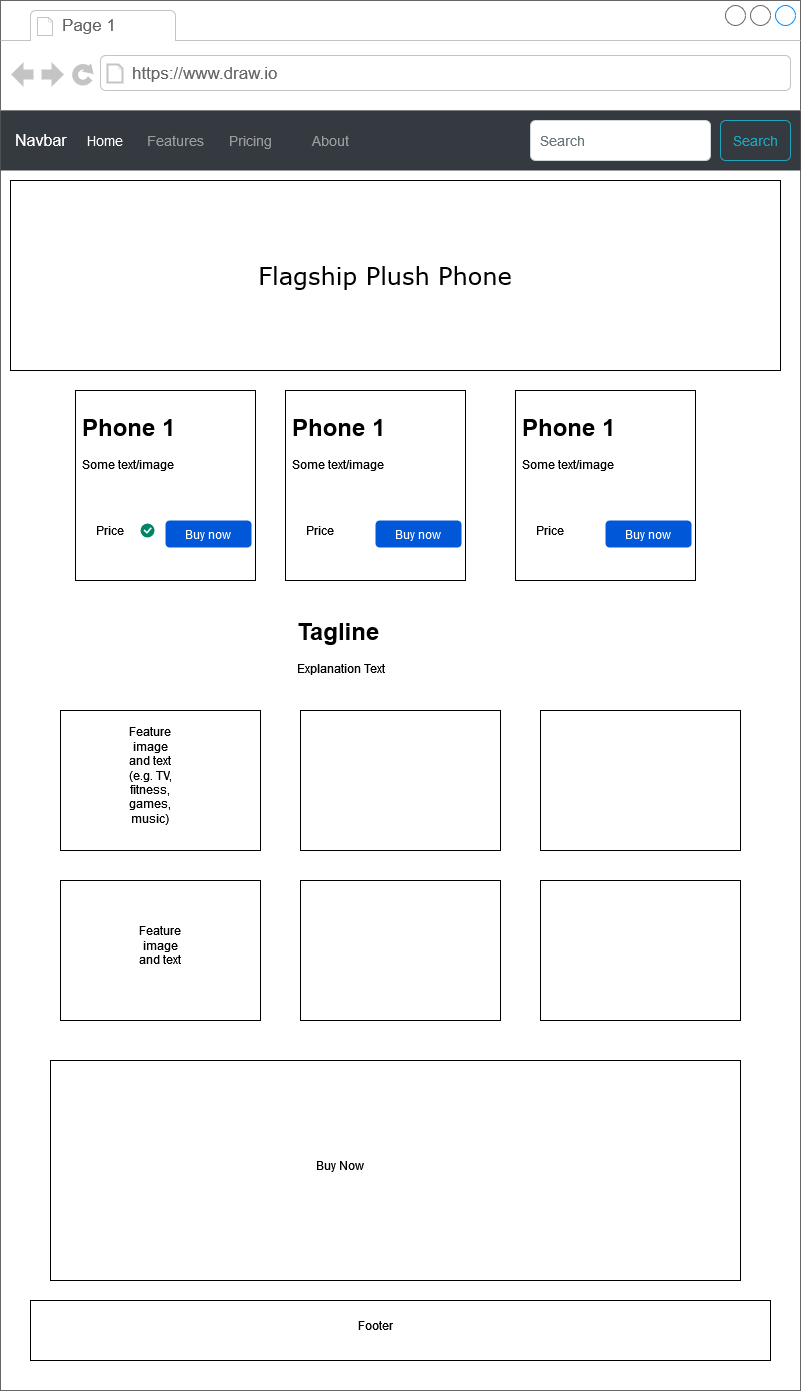 Page 1
https://www.draw.io
Navbar Home Features Pricing About Search Search
Flagship Plush Phone
Phone 1 Phone 1 Phone 1
Some text/image Some text/image Some text/image
Price Buy now Price Buy now Price Buy now
Tagline
Explanation Text
Feature
image
and text
(e.g. TV,
fitness,
games,
music)
Feature
image
and text
Buy Now
Footer